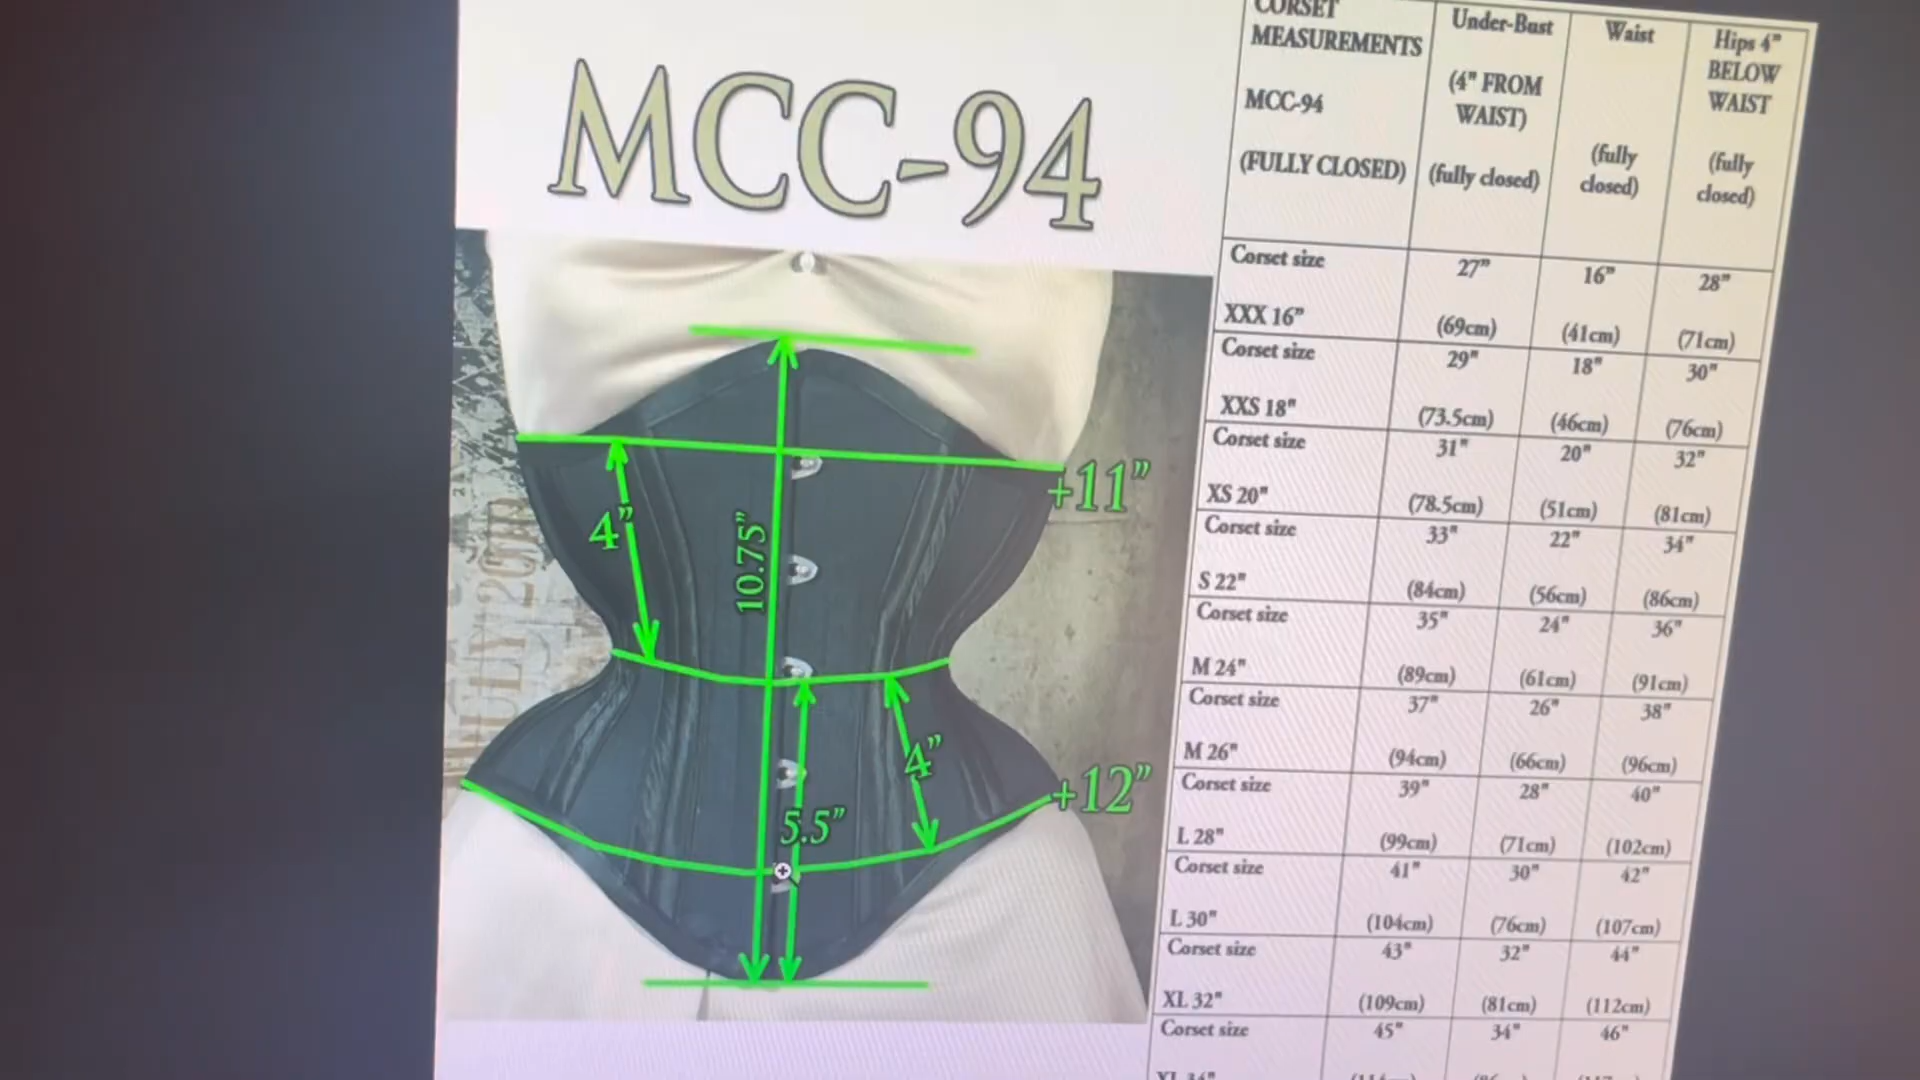 MCC-94
+11”
4”
10.75”
4”
+12”
5.5”
CORSET MEASUREMENTS
MCC-94
(FULLY CLOSED)
Under-Bust
(4" FROM WAIST)
(fully closed)
Waist
(fully closed)
Hips 4"
BELOW WAIST
(fully closed)
Corset size 27” 16” 28”
XXX 16” (69cm) (41cm) (71cm)
Corset size 29" 18" 30"
XXS 18" (73.5cm) (46cm) (76cm)
Corset size 31" 20" 32"
XS 20" (78.5cm) (51cm) (81cm)
Corset size 33" 22" 34"
S 22" (84cm) (56cm) (86cm)
Corset size 35" 24" 36"
M 24" (89cm) (61cm) (91cm)
Corset size 37" 26" 38"
M 26" (94cm) (66cm) (96cm)
Corset size 39" 28" 40"
L 28" (99cm) (71cm) (102cm)
Corset size 41" 30" 42"
L 30" (104cm) (76cm) (107cm)
Corset size 43" 32" 44"
XL 32" (109cm) (81cm) (112cm)
Corset size 45" 34" 46"